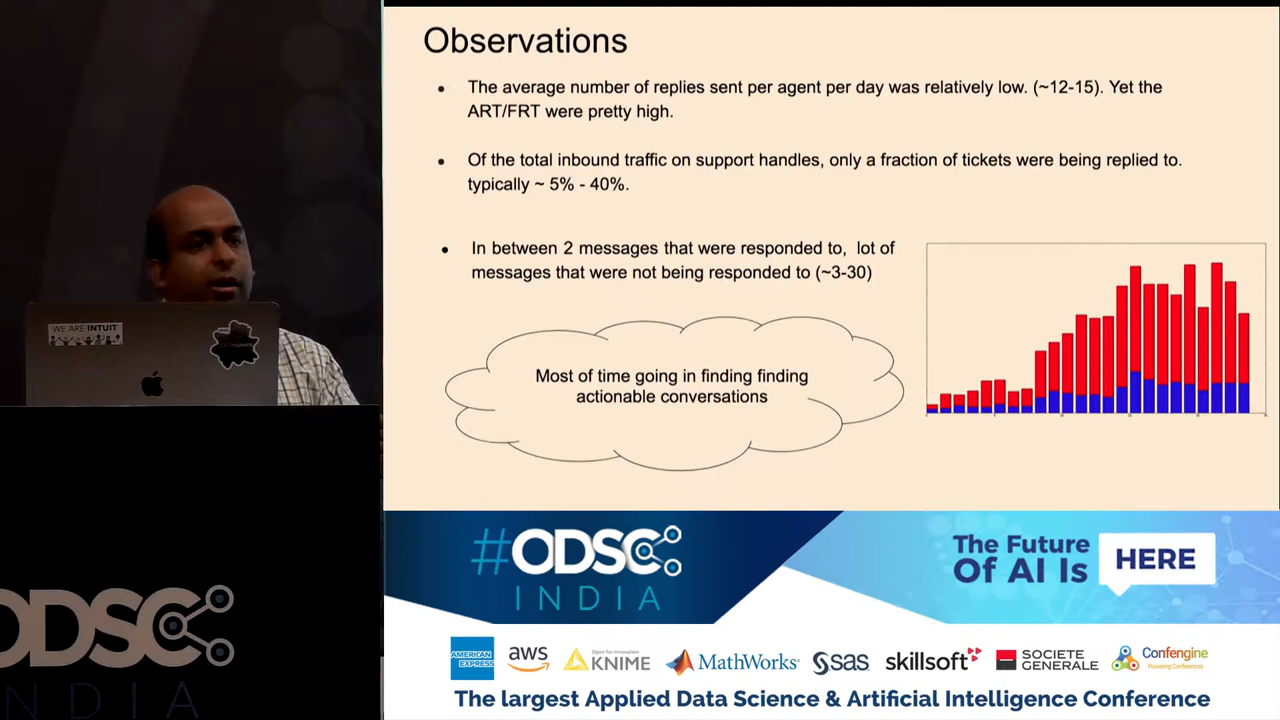 Observations
The average number of replies sent per agent per day was relatively low. (~12-15). Yet the
ART/FRT were pretty high.
Of the total inbound traffic on support handles, only a fraction of tickets were being replied to.
typically ~ 5% - 40%.
In between 2 messages that were responded to, lot of
messages that were not being responded to (~3-30)
Most of time going in finding finding
actionable conversations
WE ARE INTUIT
ODSC
INDIA
#ODSC
INDIA
The Future
Of AI Is
HERE
AMERICAN
EXPRESS
aws
Open for Innovation
KNIME
MathWorks
sas
skillsoft
SOCIETE
GENERALE
Confengine
Powering Conferences
The largest Applied Data Science & Artificial Intelligence Conference